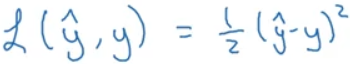 ℒ(ŷ, y) = ½(ŷ-y)²